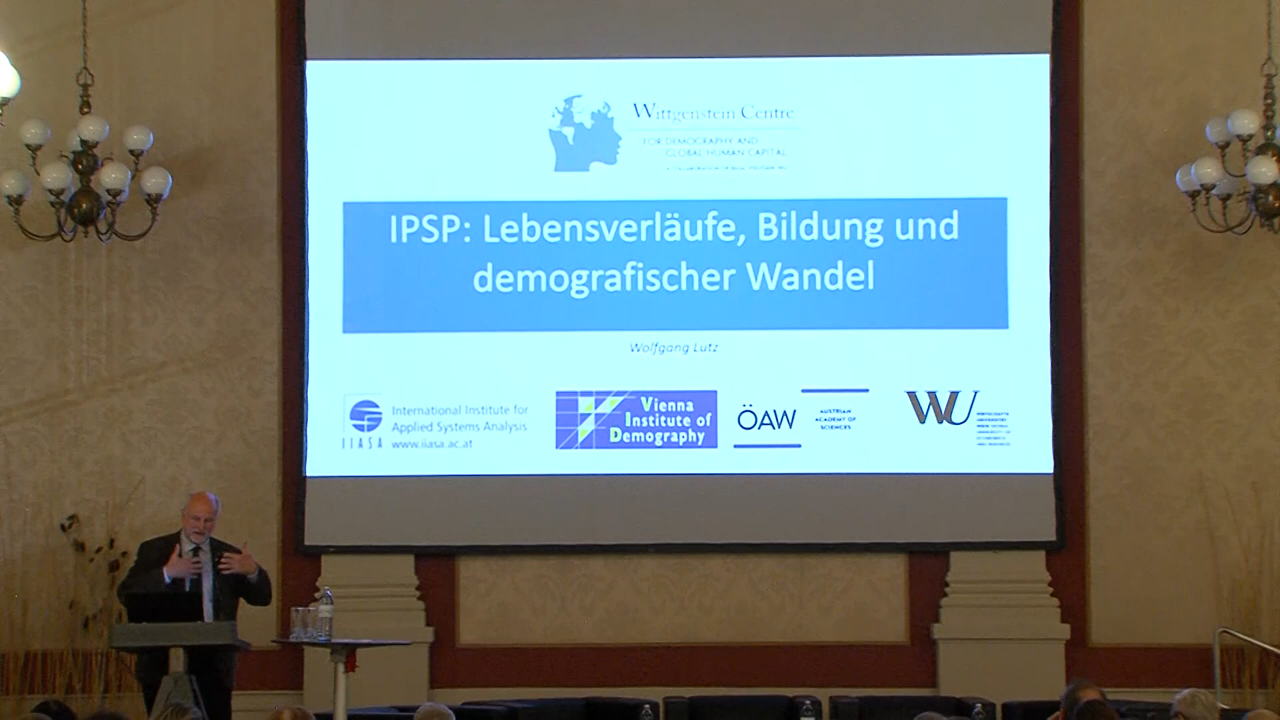 Wittgenstein Centre
FOR DEMOGRAPHY AND
GLOBAL HUMAN CAPITAL
IPSP: Lebensverläufe, Bildung und
demografischer Wandel
Wolfgang Lutz
IIASA
International Institute for
Applied Systems Analysis
www.iiasa.ac.at
Vienna
Institute of
Demography
ÖAW
AUSTRIAN
ACADEMY OF
SCIENCES
WU